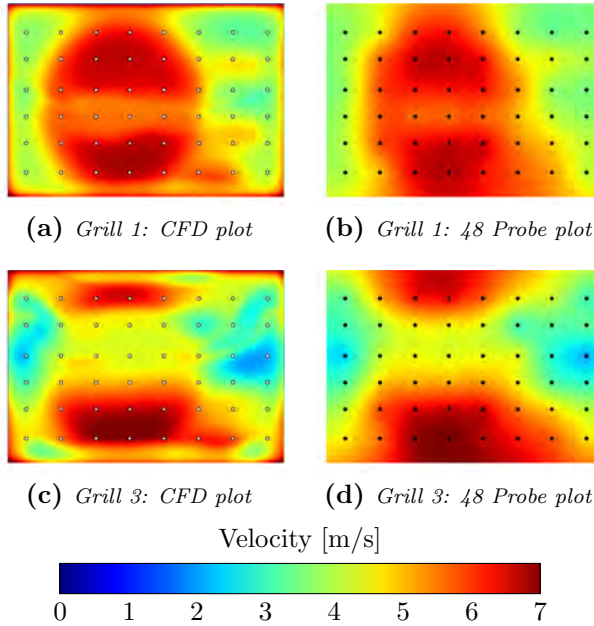 (a) Grill 1: CFD plot
(b) Grill 1: 48 Probe plot
(c) Grill 3: CFD plot
(d) Grill 3: 48 Probe plot
Velocity [m/s]
0 1 2 3 4 5 6 7